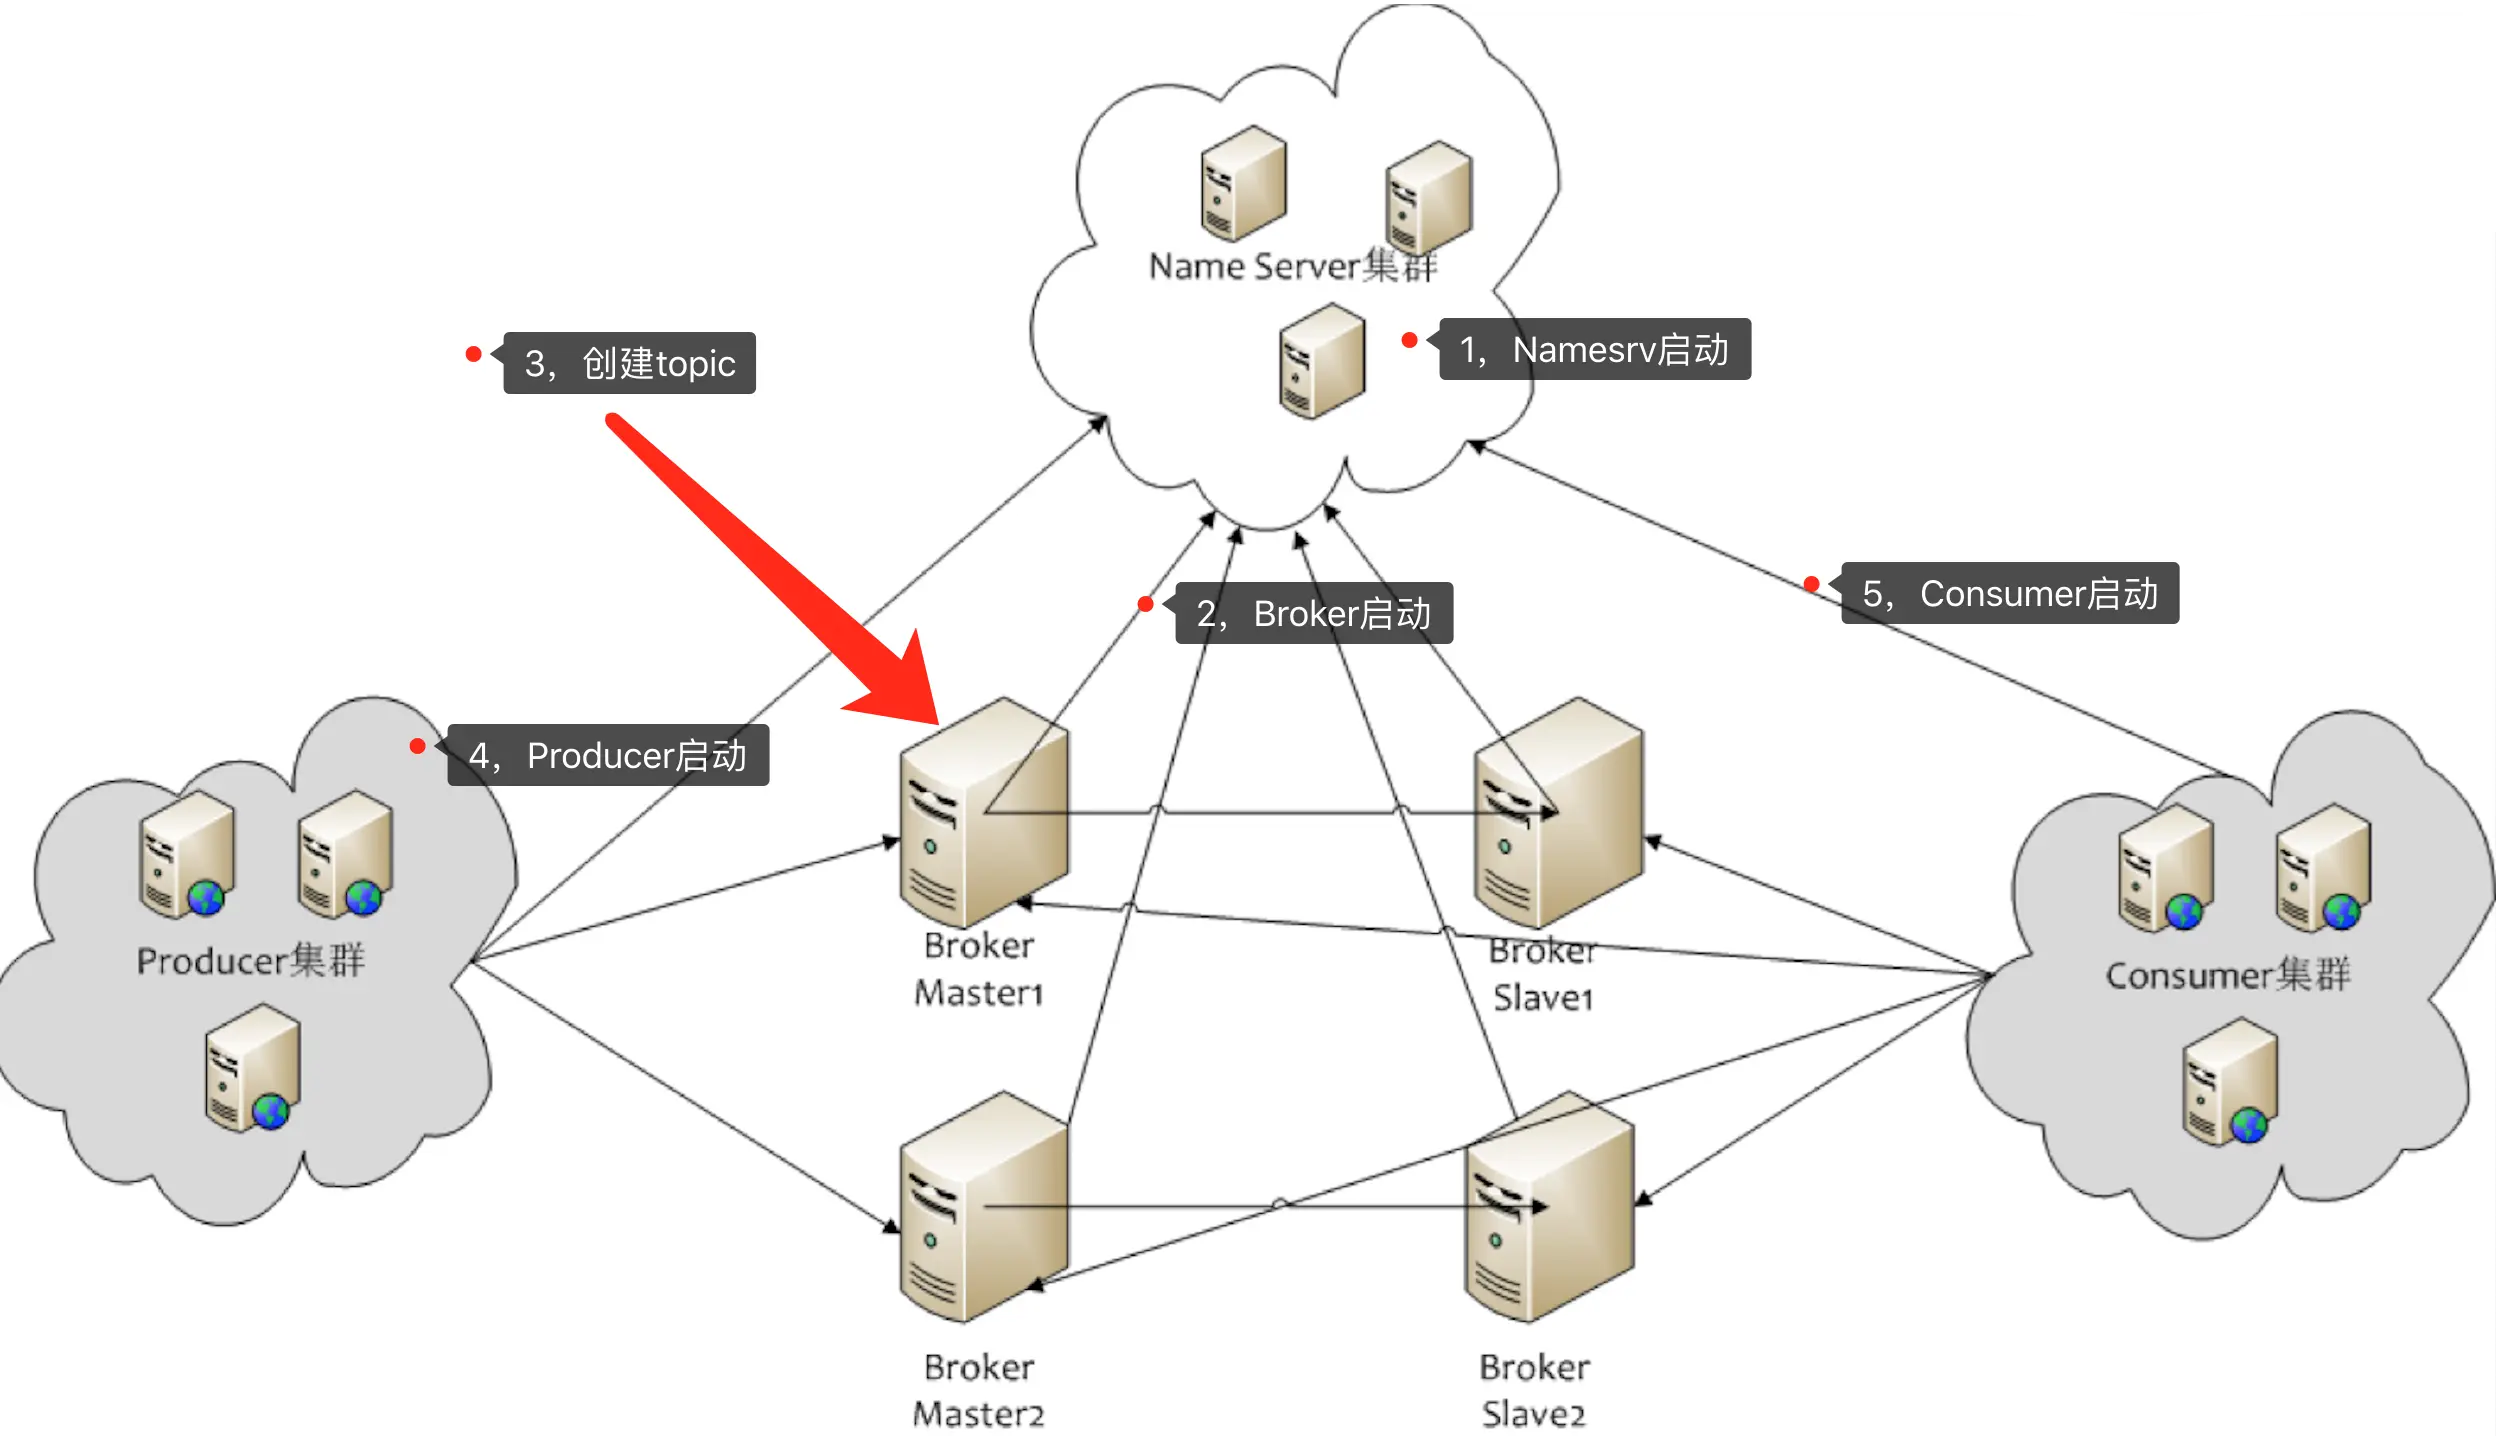 Name Server集群
1，Namesrv启动
3，创建topic
2，Broker启动
5，Consumer启动
4，Producer启动
Producer集群
Broker
Master1
Broker
Slave1
Consumer集群
Broker
Master2
Broker
Slave2